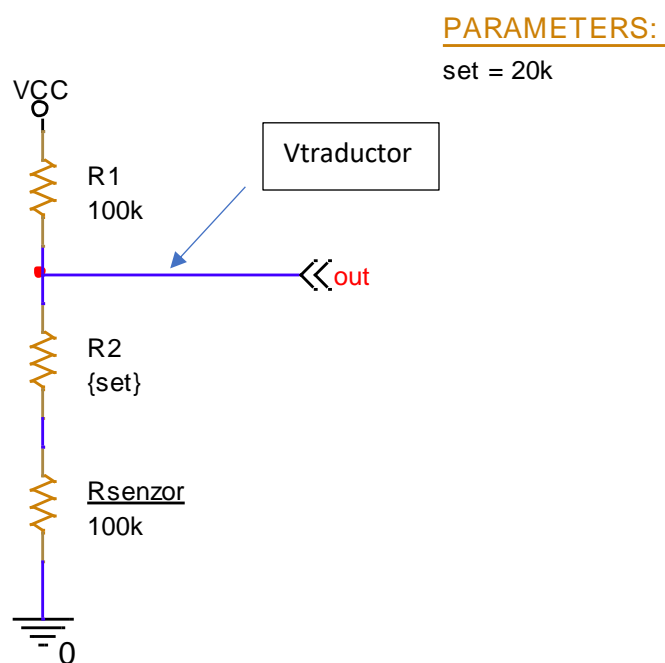 PARAMETERS:
set = 20k
VCC
Vtraductor
R1
100k
out
R2
{set}
Rsenzor
100k
0